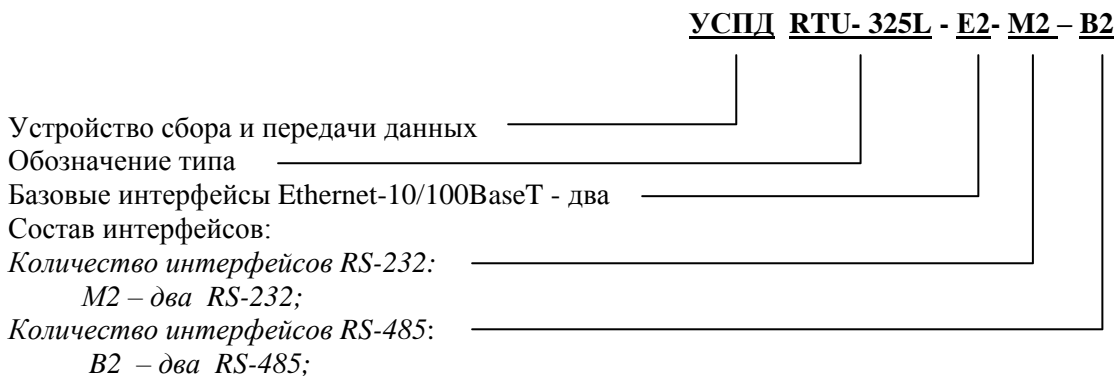 УСПД RTU- 325L - E2- M2 – B2
Устройство сбора и передачи данных
Обозначение типа
Базовые интерфейсы Ethernet-10/100BaseT - два
Состав интерфейсов:
Количество интерфейсов RS-232:
M2 – два RS-232;
Количество интерфейсов RS-485:
B2 – два RS-485;